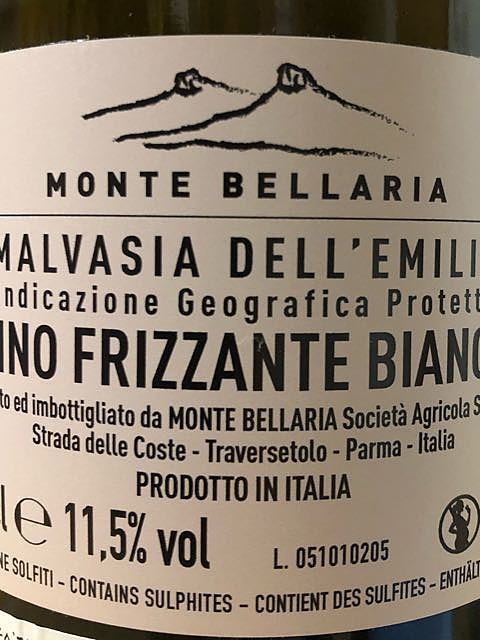 MONTE BELLARIA
MALVASIA DELL'EMILI
ndicazione Geografica Protett
INO FRIZZANTE BIANC
to ed imbottigliato da MONTE BELLARIA Società Agricola S
Strada delle Coste - Traversetolo - Parma - Italia
PRODOTTO IN ITALIA
l ℮ 11,5% vol
L. 051010205
NE SOLFITI - CONTAINS SULPHITES - CONTIENT DES SULFITES - ENTHÄLT